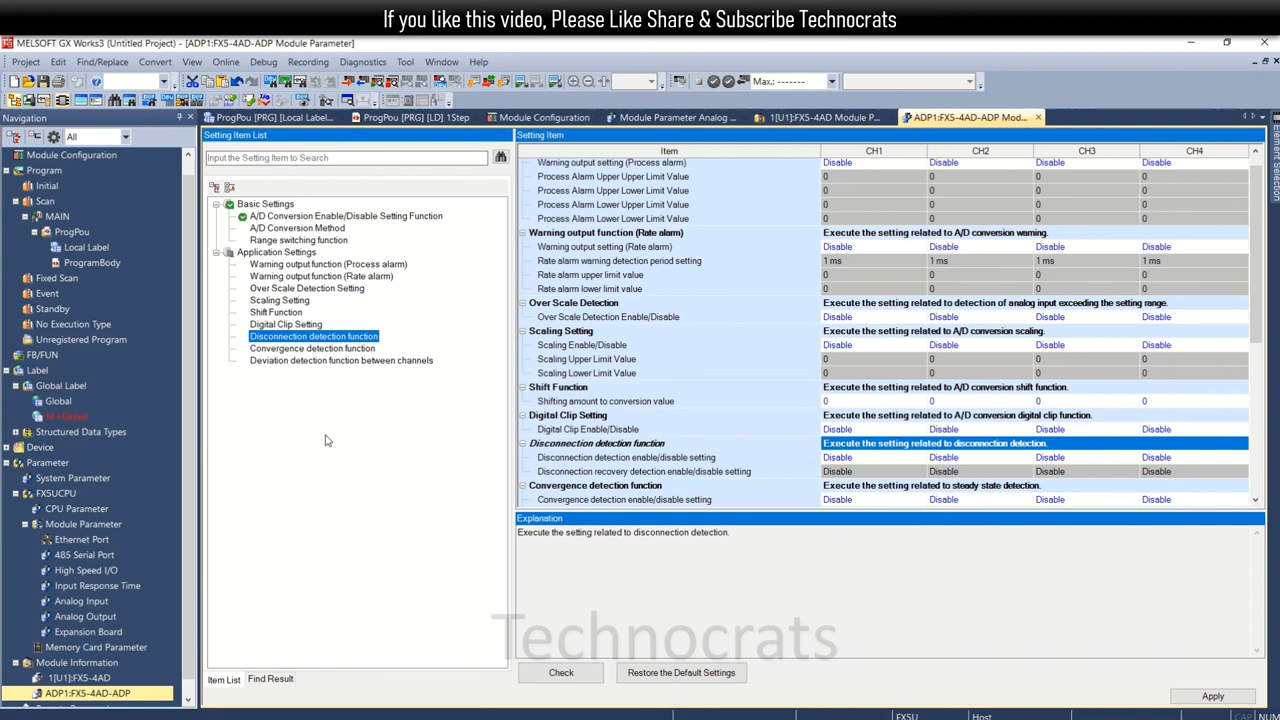 If you like this video, Please Like Share & Subscribe Technocrats
MELSOFT GX Works3 (Untitled Project) - [ADP1:FX5-4AD-ADP Module Parameter]
Project Edit Find/Replace Convert View Online Debug Recording Diagnostics Tool Window Help
Max.: -------
Navigation
ProgPou [PRG] [Local Label...
ProgPou [PRG] [LD] 1Step
Module Configuration
Module Parameter Analog ...
1[U1]:FX5-4AD Module P...
ADP1:FX5-4AD-ADP Mod...
All
Module Configuration
Program
Initial
Scan
MAIN
ProgPou
Local Label
ProgramBody
Fixed Scan
Event
Standby
No Execution Type
Unregistered Program
FB/FUN
Label
Global Label
Global
M+Global
Structured Data Types
Device
Parameter
System Parameter
FX5UCPU
CPU Parameter
Module Parameter
Ethernet Port
485 Serial Port
High Speed I/O
Input Response Time
Analog Input
Analog Output
Expansion Board
Memory Card Parameter
Module Information
1[U1]:FX5-4AD
ADP1:FX5-4AD-ADP
Setting Item List
Input the Setting Item to Search
Basic Settings
A/D Conversion Enable/Disable Setting Function
A/D Conversion Method
Range switching function
Application Settings
Warning output function (Process alarm)
Warning output function (Rate alarm)
Over Scale Detection Setting
Scaling Setting
Shift Function
Digital Clip Setting
Disconnection detection function
Convergence detection function
Deviation detection function between channels
Item List
Find Result
Setting Item
Item CH1 CH2 CH3 CH4
Warning output setting (Process alarm) Disable Disable Disable Disable
Process Alarm Upper Upper Limit Value 0 0 0 0
Process Alarm Upper Lower Limit Value 0 0 0 0
Process Alarm Lower Upper Limit Value 0 0 0 0
Process Alarm Lower Lower Limit Value 0 0 0 0
Warning output function (Rate alarm) Execute the setting related to A/D conversion warning.
Warning output setting (Rate alarm) Disable Disable Disable Disable
Rate alarm warning detection period setting 1 ms 1 ms 1 ms 1 ms
Rate alarm upper limit value 0 0 0 0
Rate alarm lower limit value 0 0 0 0
Over Scale Detection Execute the setting related to detection of analog input exceeding the setting range.
Over Scale Detection Enable/Disable Disable Disable Disable Disable
Scaling Setting Execute the setting related to A/D conversion scaling.
Scaling Enable/Disable Disable Disable Disable Disable
Scaling Upper Limit Value 0 0 0 0
Scaling Lower Limit Value 0 0 0 0
Shift Function Execute the setting related to A/D conversion shift function.
Shifting amount to conversion value 0 0 0 0
Digital Clip Setting Execute the setting related to A/D conversion digital clip function.
Digital Clip Enable/Disable Disable Disable Disable Disable
Disconnection detection function Execute the setting related to disconnection detection.
Disconnection detection enable/disable setting Disable Disable Disable Disable
Disconnection recovery detection enable/disable setting Disable Disable Disable Disable
Convergence detection function Execute the setting related to steady state detection.
Convergence detection enable/disable setting Disable Disable Disable Disable
Explanation
Execute the setting related to disconnection detection.
Technocrats
Check
Restore the Default Settings
Apply
Element Selection
FX5U Host CAP NUM